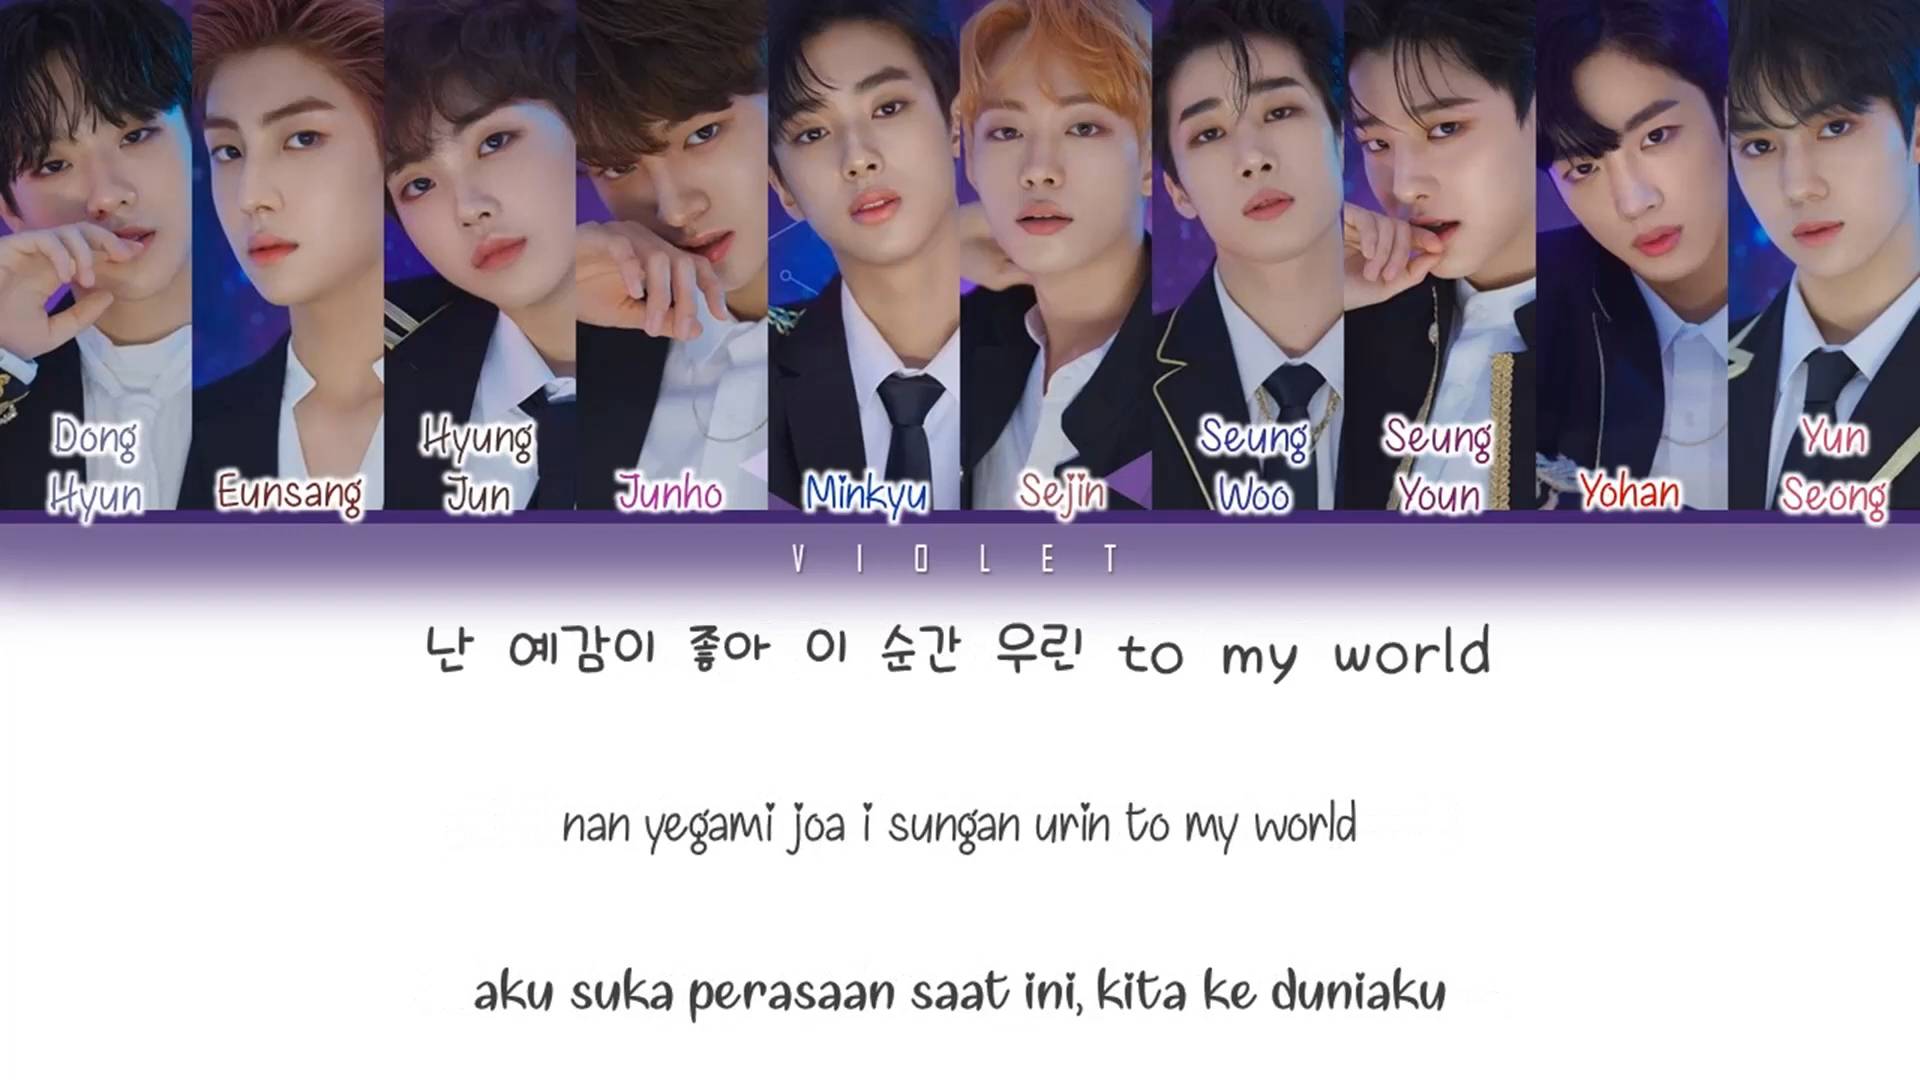 Dong
Hyun
Eunsang
Hyung
Jun
Junho
Minkyu
Sejin
Seung
Woo
Seung
Youn
Yohan
Yun
Seong
VIOLET
난 예감이 좋아 이 순간 우린 to my world
nan yegami joa i sungan urin to my world
aku suka perasaan saat ini, kita ke duniaku